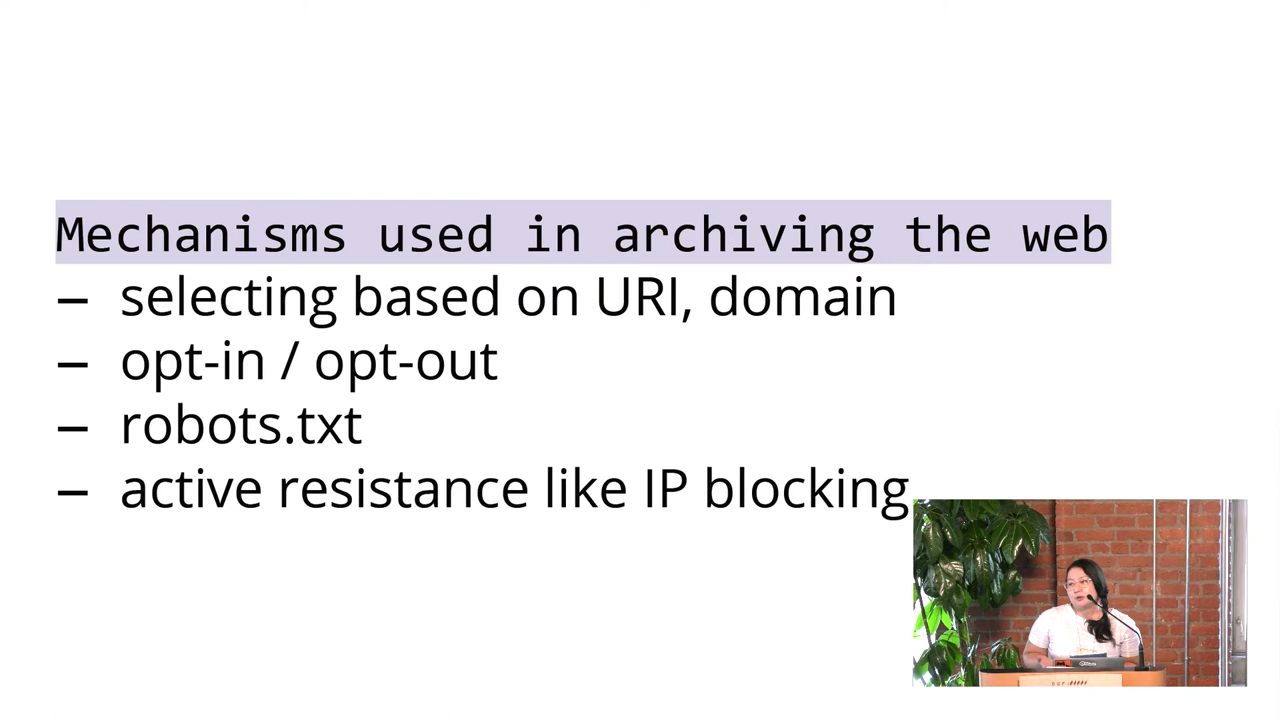 Mechanisms used in archiving the web
– selecting based on URI, domain
– opt-in / opt-out
– robots.txt
– active resistance like IP blocking